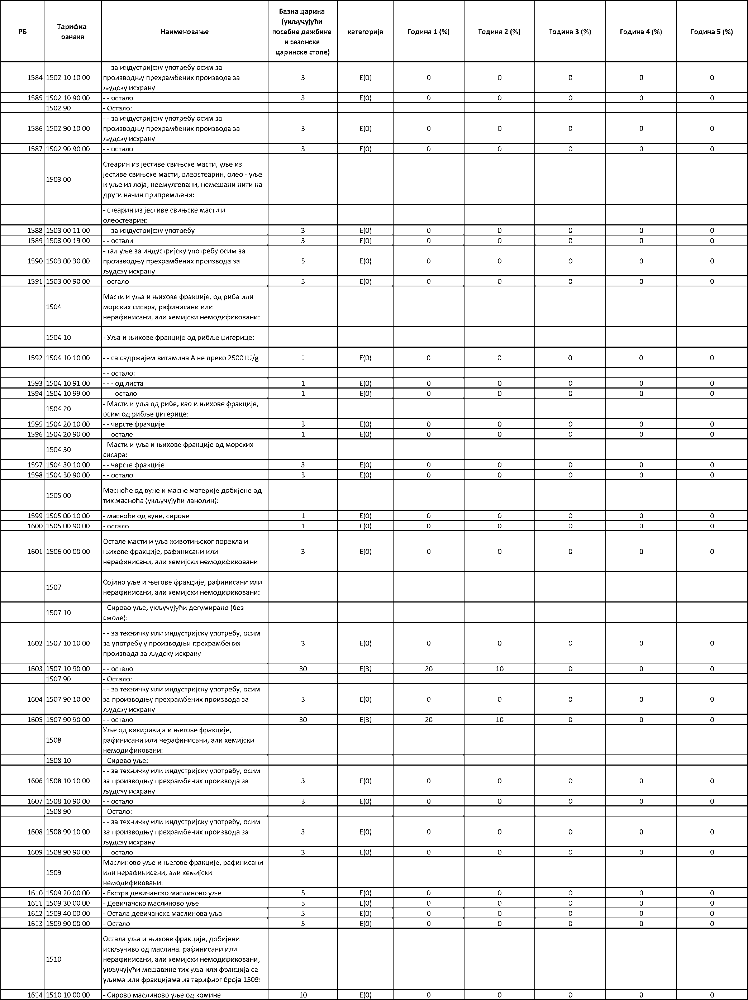 РБ Тарифна ознака Наименовање Базна царина (укључујући посебне дажбине и сезонске царинске стопе) категорија Година 1 (%) Година 2 (%) Година 3 (%) Година 4 (%) Година 5 (%)
1584 1502 10 10 00 - - за индустријску употребу осим за
производњу прехрамбених производа за
људску исхрану 3 E(0) 0 0 0 0 0
1585 1502 10 90 00 - - остало 3 E(0) 0 0 0 0 0
1502 90 - Остало:
1586 1502 90 10 00 - - за индустријску употребу осим за
производњу прехрамбених производа за
људску исхрану 3 E(0) 0 0 0 0 0
1587 1502 90 90 00 - - остало 3 E(0) 0 0 0 0 0
1503 00 Стеарин из јестиве свињске масти, уље из
јестиве свињске масти, олеостеарин, олео - уље
и уље из лоја, неемулговани, немешани нити на
други начин припремљени:
- стеарин из јестиве свињске масти и
олеостеарин:
1588 1503 00 11 00 - - за индустријску употребу 3 E(0) 0 0 0 0 0
1589 1503 00 19 00 - - остали 3 E(0) 0 0 0 0 0
1590 1503 00 30 00 - тал уље за индустријску употребу осим за
производњу прехрамбених производа за
људску исхрану 5 E(0) 0 0 0 0 0
1591 1503 00 90 00 - остало 5 E(0) 0 0 0 0 0
1504 Масти и уља и њихове фракције, од риба или
морских сисара, рафинисани или
нерафинисани, али хемијски немодификовани:
1504 10 - Уља и њихове фракције од рибље џигерице:
1592 1504 10 10 00 - - са садржајем витамина А не преко 2500 IU/g 1 E(0) 0 0 0 0 0
- - остало:
1593 1504 10 91 00 - - - од листа 1 E(0) 0 0 0 0 0
1594 1504 10 99 00 - - - остало 1 E(0) 0 0 0 0 0
1504 20 - Масти и уља од рибе, као и њихове фракције,
осим од рибље џигерице:
1595 1504 20 10 00 - - чврсте фракције 3 E(0) 0 0 0 0 0
1596 1504 20 90 00 - - остале 1 E(0) 0 0 0 0 0
1504 30 - Масти и уља и њихове фракције од морских
сисара:
1597 1504 30 10 00 - - чврсте фракције 3 E(0) 0 0 0 0 0
1598 1504 30 90 00 - - остало 3 E(0) 0 0 0 0 0
1505 00 Масноће од вуне и масне материје добијене од
тих масноћа (укључујући ланолин):
1599 1505 00 10 00 - масноће од вуне, сирове 1 E(0) 0 0 0 0 0
1600 1505 00 90 00 - остало 1 E(0) 0 0 0 0 0
1601 1506 00 00 00 Остале масти и уља животињског порекла и
њихове фракције, рафинисани или
нерафинисани, али хемијски немодификовани 3 E(0) 0 0 0 0 0
1507 Сојино уље и његове фракције, рафинисани или
нерафинисани, али хемијски немодификовани:
1507 10 - Сирово уље, укључујући дегумирано (без
смоле):
1602 1507 10 10 00 - - за техничку или индустријску употребу, осим
за употребу у производњи прехрамбених
производа за људску исхрану 3 E(0) 0 0 0 0 0
1603 1507 10 90 00 - - остало 30 E(3) 20 10 0 0 0
1507 90 - Остало:
1604 1507 90 10 00 - - за техничку или индустријску употребу, осим
за производњу прехрамбених производа за
људску исхрану 3 E(0) 0 0 0 0 0
1605 1507 90 90 00 - - остало 30 E(3) 20 10 0 0 0
1508 Уље од кикирикија и његове фракције,
рафинисани или нерафинисани, али хемијски
немодификовани:
1508 10 - Сирово уље:
1606 1508 10 10 00 - - за техничку или индустријску употребу, осим
за производњу прехрамбених производа за
људску исхрану 3 E(0) 0 0 0 0 0
1607 1508 10 90 00 - - остало 3 E(0) 0 0 0 0 0
1508 90 - Остало:
1608 1508 90 10 00 - - за техничку или индустријску употребу, осим
за производњу прехрамбених производа за
људску исхрану 3 E(0) 0 0 0 0 0
1609 1508 90 90 00 - - остало 3 E(0) 0 0 0 0 0
1509 Маслиново уље и његове фракције, рафинисани
или нерафинисани, али хемијски
немодификовани:
1610 1509 20 00 00 - Екстра девичанско маслиново уље 5 E(0) 0 0 0 0 0
1611 1509 30 00 00 - Девичанско маслиново уље 5 E(0) 0 0 0 0 0
1612 1509 40 00 00 - Остала девичанска маслинова уља 5 E(0) 0 0 0 0 0
1613 1509 90 00 00 - Остало 5 E(0) 0 0 0 0 0
1510 Остала уља и њихове фракције, добијени
искључиво од маслина, рафинисани или
нерафинисани, али хемијски немодификовани,
укључујући мешавине тих уља или фракција са
уљима или фракцијама из тарифног броја 1509:
1614 1510 10 00 00 - Сирово маслиново уље од комине 10 E(0) 0 0 0 0 0